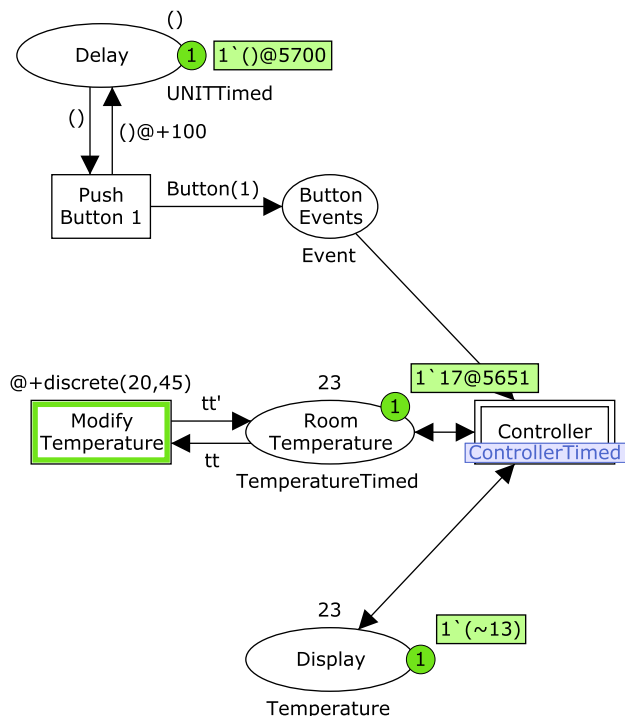 ()
Delay
1
1`()@5700
UNITTimed
()
()@+100
Push
Button 1
Button(1)
Button
Events
Event
1`17@5651
@+discrete(20,45)
23
1
tt'
Modify
Temperature
Room
Temperature
Controller
ControllerTimed
tt
TemperatureTimed
23
1`(~13)
Display
1
Temperature